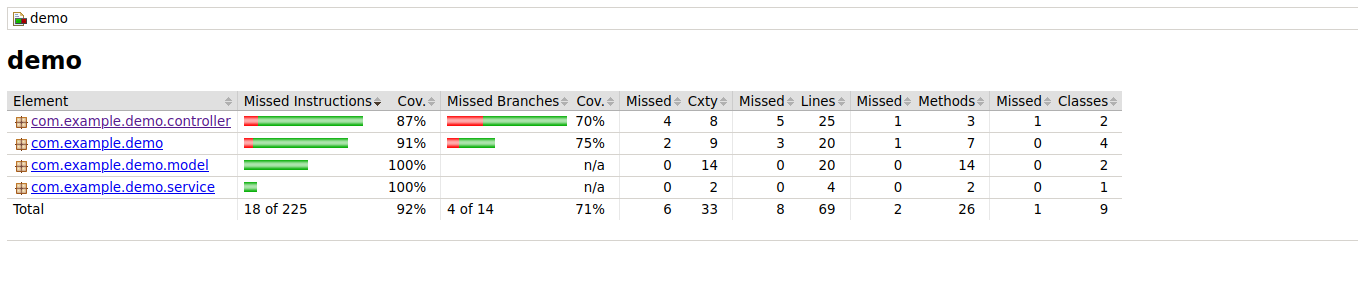 demo
demo
Element Missed Instructions Cov. Missed Branches Cov. Missed Cxty Missed Lines Missed Methods Missed Classes
com.example.demo.controller 87% 70% 4 8 5 25 1 3 1 2
com.example.demo 91% 75% 2 9 3 20 1 7 0 4
com.example.demo.model 100% n/a 0 14 0 20 0 14 0 2
com.example.demo.service 100% n/a 0 2 0 4 0 2 0 1
Total 18 of 225 92% 4 of 14 71% 6 33 8 69 2 26 1 9